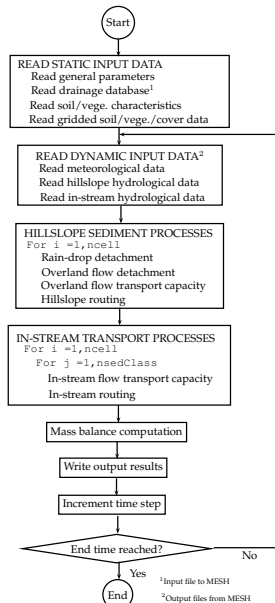 Start
READ STATIC INPUT DATA
Read general parameters
Read drainage database¹
Read soil/vege. characteristics
Read gridded soil/vege./cover data
READ DYNAMIC INPUT DATA²
Read meteorological data
Read hillslope hydrological data
Read in-stream hydrological data
HILLSLOPE SEDIMENT PROCESSES
For i =1,ncell
Rain-drop detachment
Overland flow detachment
Overland flow transport capacity
Hillslope routing
IN-STREAM TRANSPORT PROCESSES
For i =1,ncell
For j =1,nsedClass
In-stream flow transport capacity
In-stream routing
Mass balance computation
Write output results
Increment time step
End time reached?
No
Yes
End
¹Input file to MESH
²Output files from MESH